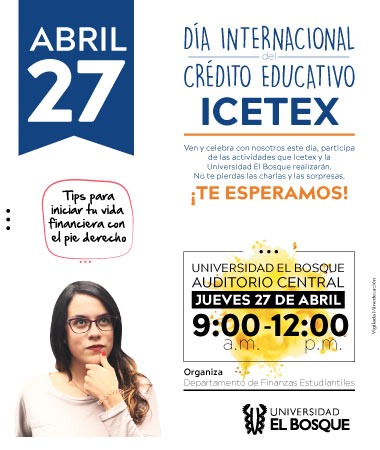 ABRIL
27
DÍA INTERNACIONAL
del
CRÉDITO EDUCATIVO
ICETEX
Ven y celebra con nosotros este día, participa
de las actividades que Icetex y la
Universidad El Bosque realizarán.
No te pierdas las charlas y las sorpresas.
¡TE ESPERAMOS!
Tips para
iniciar tu vida
financiera con
el pie derecho
UNIVERSIDAD EL BOSQUE
AUDITORIO CENTRAL
JUEVES 27 DE ABRIL
9:00-12:00
a.m. p.m.
Organiza
Departamento de Finanzas Estudiantiles
UNIVERSIDAD
EL BOSQUE